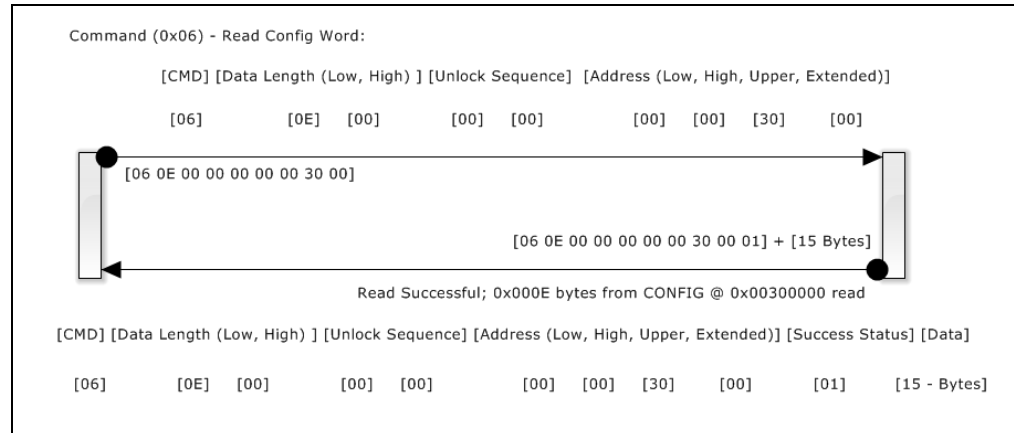 Command (0x06) - Read Config Word:
[CMD] [Data Length (Low, High) ] [Unlock Sequence] [Address (Low, High, Upper, Extended)]
[06] [0E] [00] [00] [00] [00] [00] [30] [00]
[06 0E 00 00 00 00 00 30 00]
[06 0E 00 00 00 00 00 30 00 01] + [15 Bytes]
Read Successful; 0x000E bytes from CONFIG @ 0x00300000 read
[CMD] [Data Length (Low, High) ] [Unlock Sequence] [Address (Low, High, Upper, Extended)] [Success Status] [Data]
[06] [0E] [00] [00] [00] [00] [00] [30] [00] [01] [15 - Bytes]